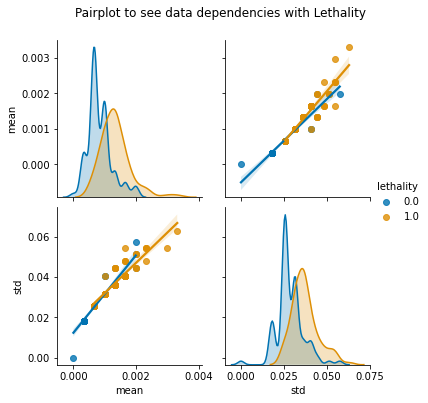 Pairplot to see data dependencies with Lethality
0.003
0.002
0.001
0.000
mean
lethality
0.0
1.0
0.06
0.04
0.02
0.00
std
0.000 0.002 0.004
mean
0.000 0.025 0.050 0.075
std